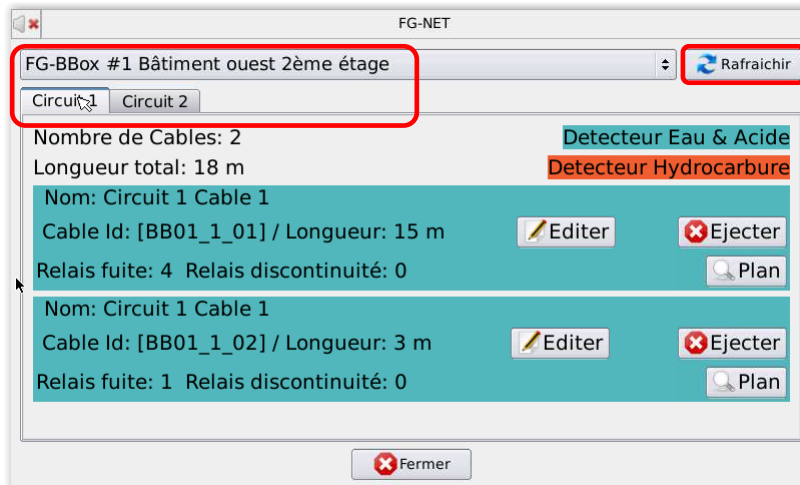 FG-NET
FG-BBox #1 Bâtiment ouest 2ème étage
Rafraichir
Circuit 1 Circuit 2
Nombre de Cables: 2 Detecteur Eau & Acide
Longueur total: 18 m Detecteur Hydrocarbure
Nom: Circuit 1 Cable 1
Cable Id: [BB01_1_01] / Longueur: 15 m Editer Ejecter
Relais fuite: 4 Relais discontinuité: 0 Plan
Nom: Circuit 1 Cable 1
Cable Id: [BB01_1_02] / Longueur: 3 m Editer Ejecter
Relais fuite: 1 Relais discontinuité: 0 Plan
Fermer